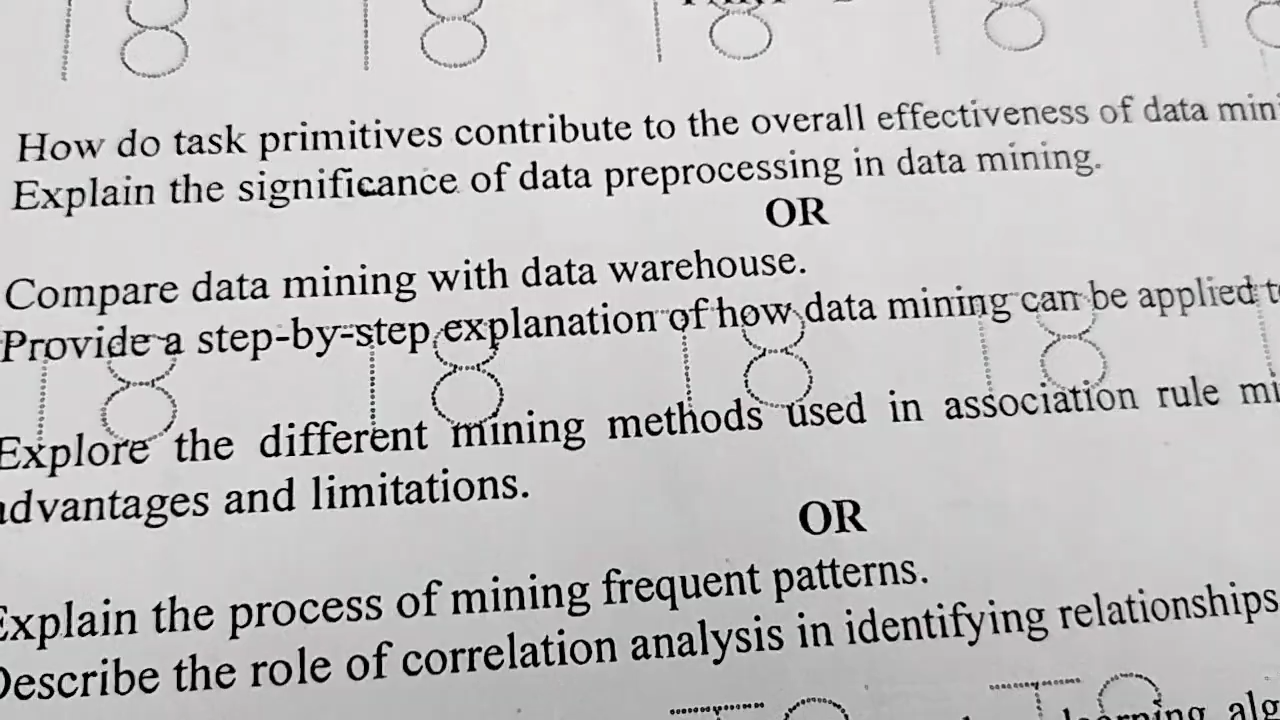 How do task primitives contribute to the overall effectiveness of data min
Explain the significance of data preprocessing in data mining.
OR
Compare data mining with data warehouse.
Provide a step-by-step explanation of how data mining can be applied t
Explore the different mining methods used in association rule mi
advantages and limitations.
OR
Explain the process of mining frequent patterns.
Describe the role of correlation analysis in identifying relationships
alg